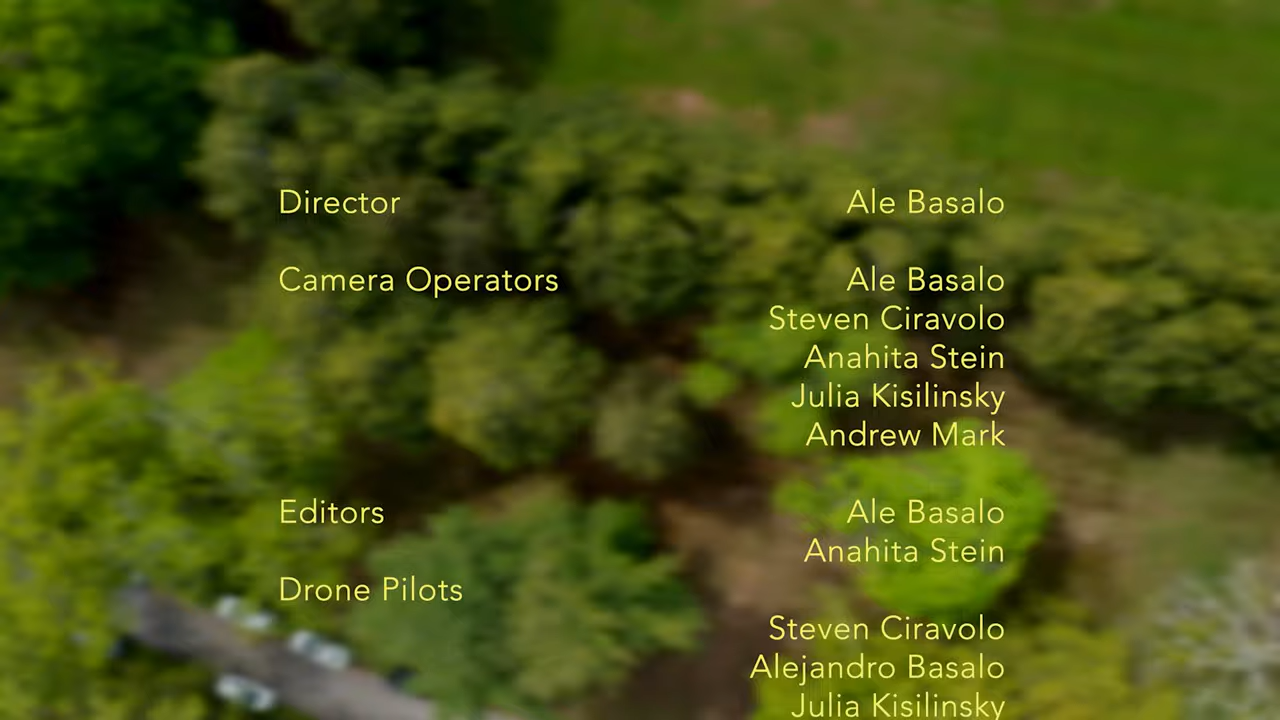 Director Ale Basalo
Camera Operators Ale Basalo
Steven Ciravolo
Anahita Stein
Julia Kisilinsky
Andrew Mark
Editors Ale Basalo
Anahita Stein
Drone Pilots
Steven Ciravolo
Alejandro Basalo
Julia Kisilinsky